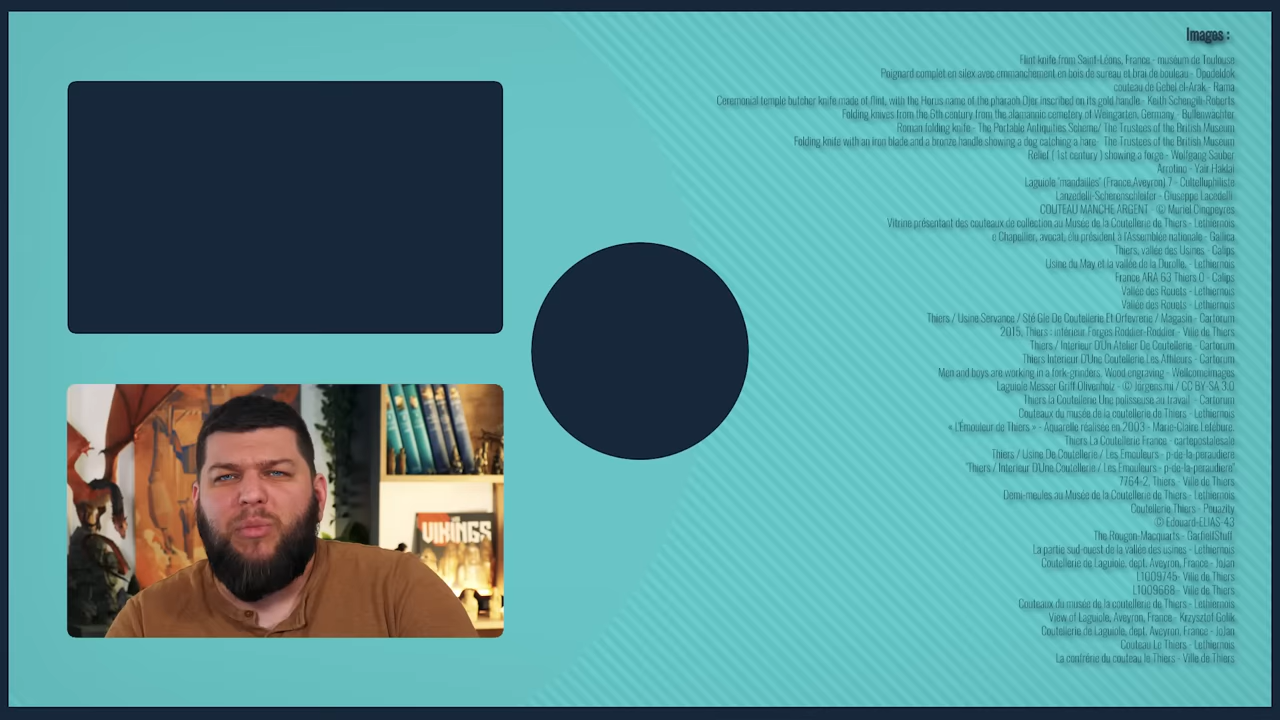 Images :
Flint knife from Saint-Léons, France - muséum de Toulouse
Poignard complet en silex avec emmanchement en bois de sureau et brai de bouleau - Opodeldok
couteau de Gebel el-Arak - Rama
Ceremonial temple butcher knife made of flint, with the Horus name of the pharaoh Djer inscribed on its gold handle - Keith Schengili-Roberts
Folding knives from the 6th century from the alamannic cemetery of Weingarten, Germany - Bullenwächter
Roman folding knife - The Portable Antiquities Scheme/ The Trustees of the British Museum
Folding knife with an iron blade and a bronze handle showing a dog catching a hare - The Trustees of the British Museum
Relief ( 1st century ) showing a forge - Wolfgang Sauber
Arrotino - Yair Haklai
Laguiole "mandailles" (France,Aveyron) 7 - Cultelluphiliste
Lanzedelli-Scherenschleifer - Giuseppe Lacedelli
COUTEAU MANCHE ARGENT - © Muriel Cinqpeyres
Vitrine présentant des couteaux de collection au Musée de la Coutellerie de Thiers - Lethiernois
e Chapellier, avocat, élu président à l'Assemblée nationale - Gallica
Thiers, vallée des Usines - Calips
Usine du May et la vallée de la Durolle. - Lethiernois
France ARA 63 Thiers 0 - Calips
Vallée des Rouets - Lethiernois
Vallée des Rouets - Lethiernois
Thiers / Usine Servance / Sté Gle De Coutellerie Et Orfevrerie / Magasin - Cartorum
2015, Thiers : intérieur Forges Roddier-Roddier - Ville de Thiers
Thiers / Interieur D'Un Atelier De Coutellerie - Cartorum
Thiers Interieur D'Une Coutellerie Les Affileurs - Cartorum
Men and boys are working in a fork-grinders. Wood engraving - Wellcomeimages
Laguiole Messer Griff Olivenholz - © Jörgens.mi / CC BY-SA 3.0
Thiers la Coutellerie Une polisseuse au travail. - Cartorum
Couteaux du musée de la coutellerie de Thiers - Lethiernois
« L'Émouleur de Thiers » - Aquarelle réalisée en 2003 - Marie-Claire Lefébure.
Thiers La Coutellerie France - cartepostalesale
Thiers / Usine De Coutellerie / Les Emouleurs - p-de-la-peraudiere
"Thiers / Interieur D'Une Coutellerie / Les Emouleurs - p-de-la-peraudiere"
7764-2, Thiers - Ville de Thiers
Demi-meules au Musée de la Coutellerie de Thiers - Lethiernois
Coutellerie Thiers - Pouazity
© Edouard-ELIAS-43
The Rougon-Macquarts - GarbellStuff
La partie sud-ouest de la vallée des usines - Lethiernois
Coutellerie de Laguiole, dept. Aveyron, France - Jojan
L1009745- Ville de Thiers
L1009668 - Ville de Thiers
Couteaux du musée de la coutellerie de Thiers - Lethiernois
View of Laguiole, Aveyron, France - Krzysztof Golik
Coutellerie de Laguiole, dept. Aveyron, France - Jojan
Couteau Le Thiers - Lethiernois
La confrérie du couteau le Thiers - Ville de Thiers
VIKINGS